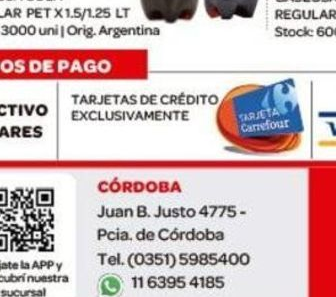 LAR PET X 1.5/1.25 LT
3000 uni | Orig. Argentina
REGULAR
Stock: 60
OS DE PAGO
CTIVO
ARES
TARJETAS DE CRÉDITO
EXCLUSIVAMENTE
TARJETA
Carrefour
CÓRDOBA
Juan B. Justo 4775 -
Pcia. de Córdoba
Tel. (0351) 5985400
11 6395 4185
ate la APP y
cubrí nuestra
sucursal